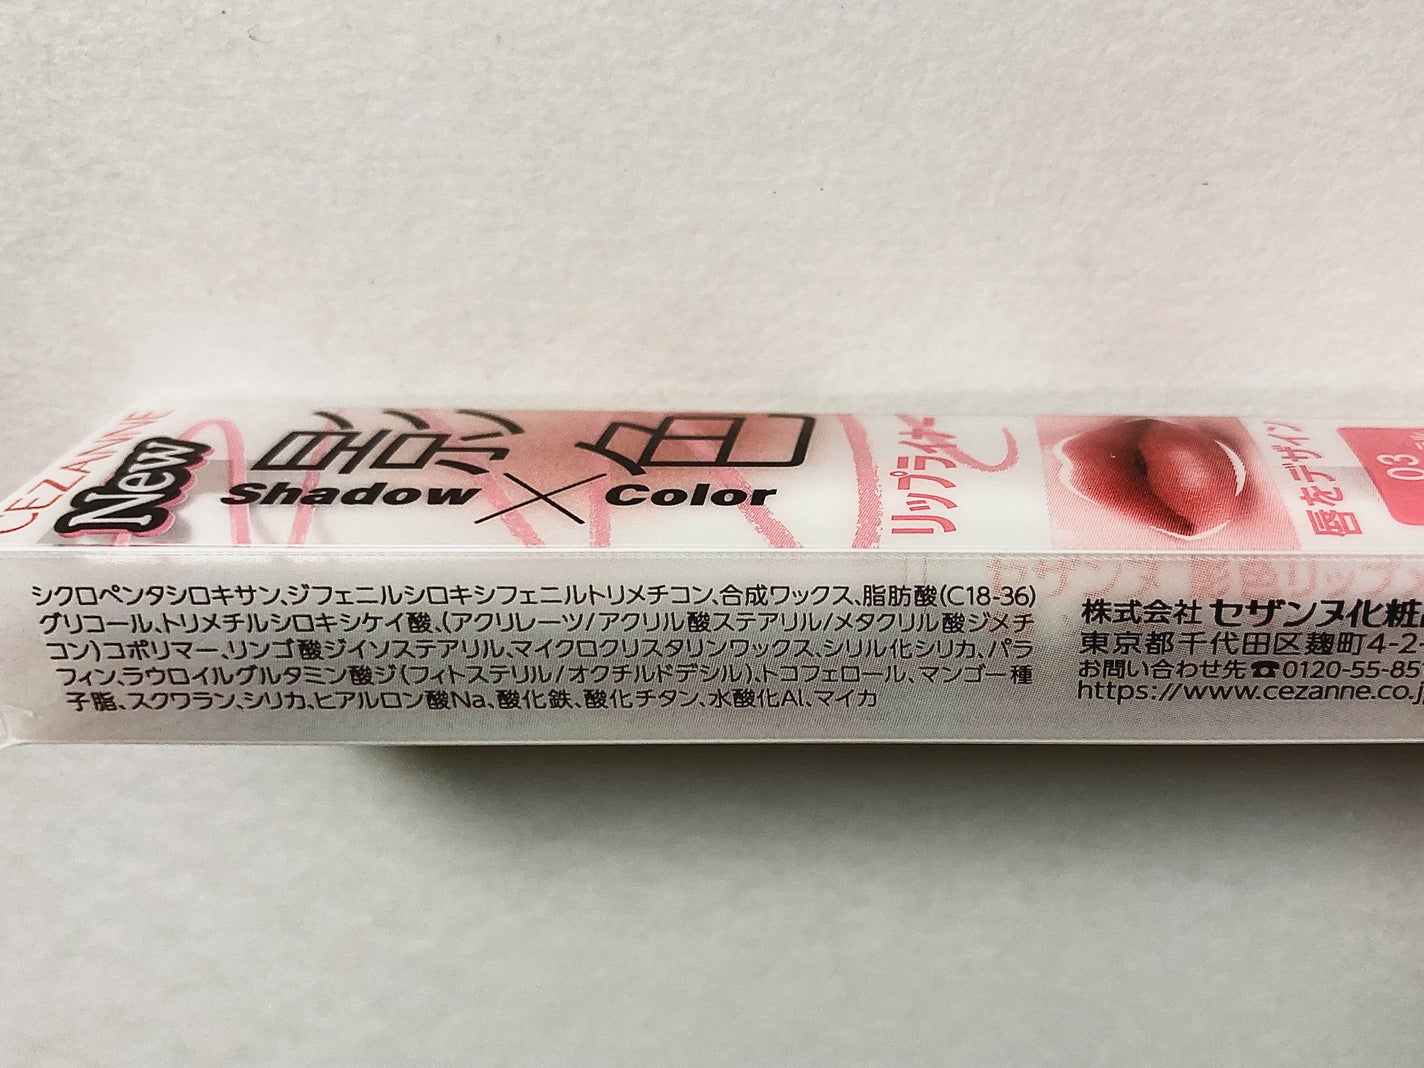 CEZANNE
New
影 色
Shadow × Color
リップライナー
唇をデザイン
03
シクロペンタシロキサン、ジフェニルシロキシフェニルトリメチコン、合成ワックス、脂肪酸(C18-36)
グリコール、トリメチルシロキシケイ酸、(アクリレーツ/アクリル酸ステアリル/メタクリル酸ジメチ
コン)コポリマー、リンゴ酸ジイソステアリル、マイクロクリスタリンワックス、シリル化シリカ、パラ
フィン、ラウロイルグルタミン酸ジ(フィトステリル/オクチルドデシル)、トコフェロール、マンゴー種
子脂、スクワラン、シリカ、ヒアルロン酸Na、酸化鉄、酸化チタン、水酸化Al、マイカ
株式会社 セザンヌ化粧
東京都千代田区麹町4-2-
お問い合わせ先 ☎0120-55-85
https://www.cezanne.co.j